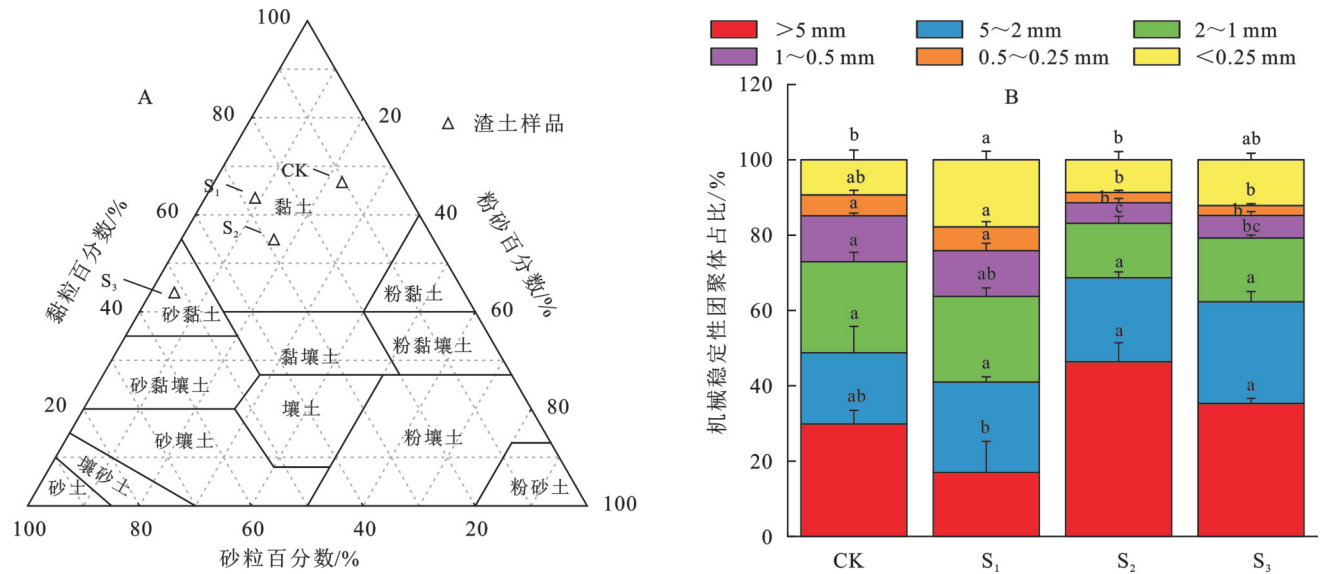 A
100
80
60
40
20
20
40
60
80
100
100
80
60
40
20
黏粒百分数/%
粉砂百分数/%
砂粒百分数/%
△ 渣土样品
CK
S₁
黏土
S₂
S₃
砂黏土
粉黏土
黏壤土
粉黏壤土
砂黏壤土
壤土
砂壤土
粉壤土
壤砂土
砂土
粉砂土
>5 mm
5～2 mm
2～1 mm
1～0.5 mm
0.5～0.25 mm
<0.25 mm
B
机械稳定性团聚体占比/%
120
100
80
60
40
20
0
b
ab
a
a
a
ab
a
a
a
ab
a
b
b
b
b
c
a
a
ab
b
b
bc
a
a
CK
S₁
S₂
S₃